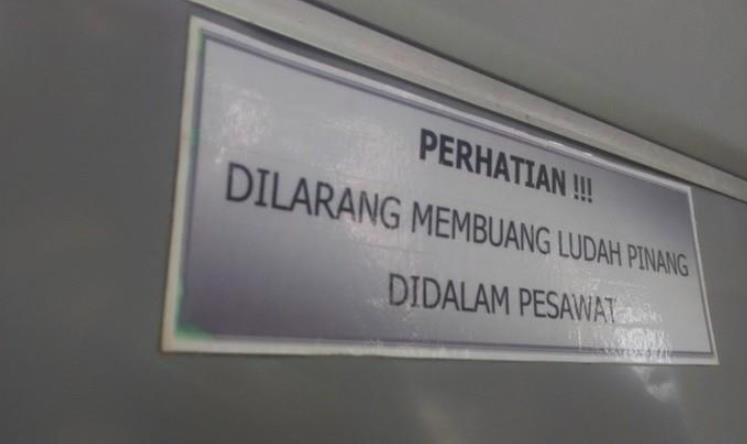 PERHATIAN !!!
DILARANG MEMBUANG LUDAH PINANG
DIDALAM PESAWAT